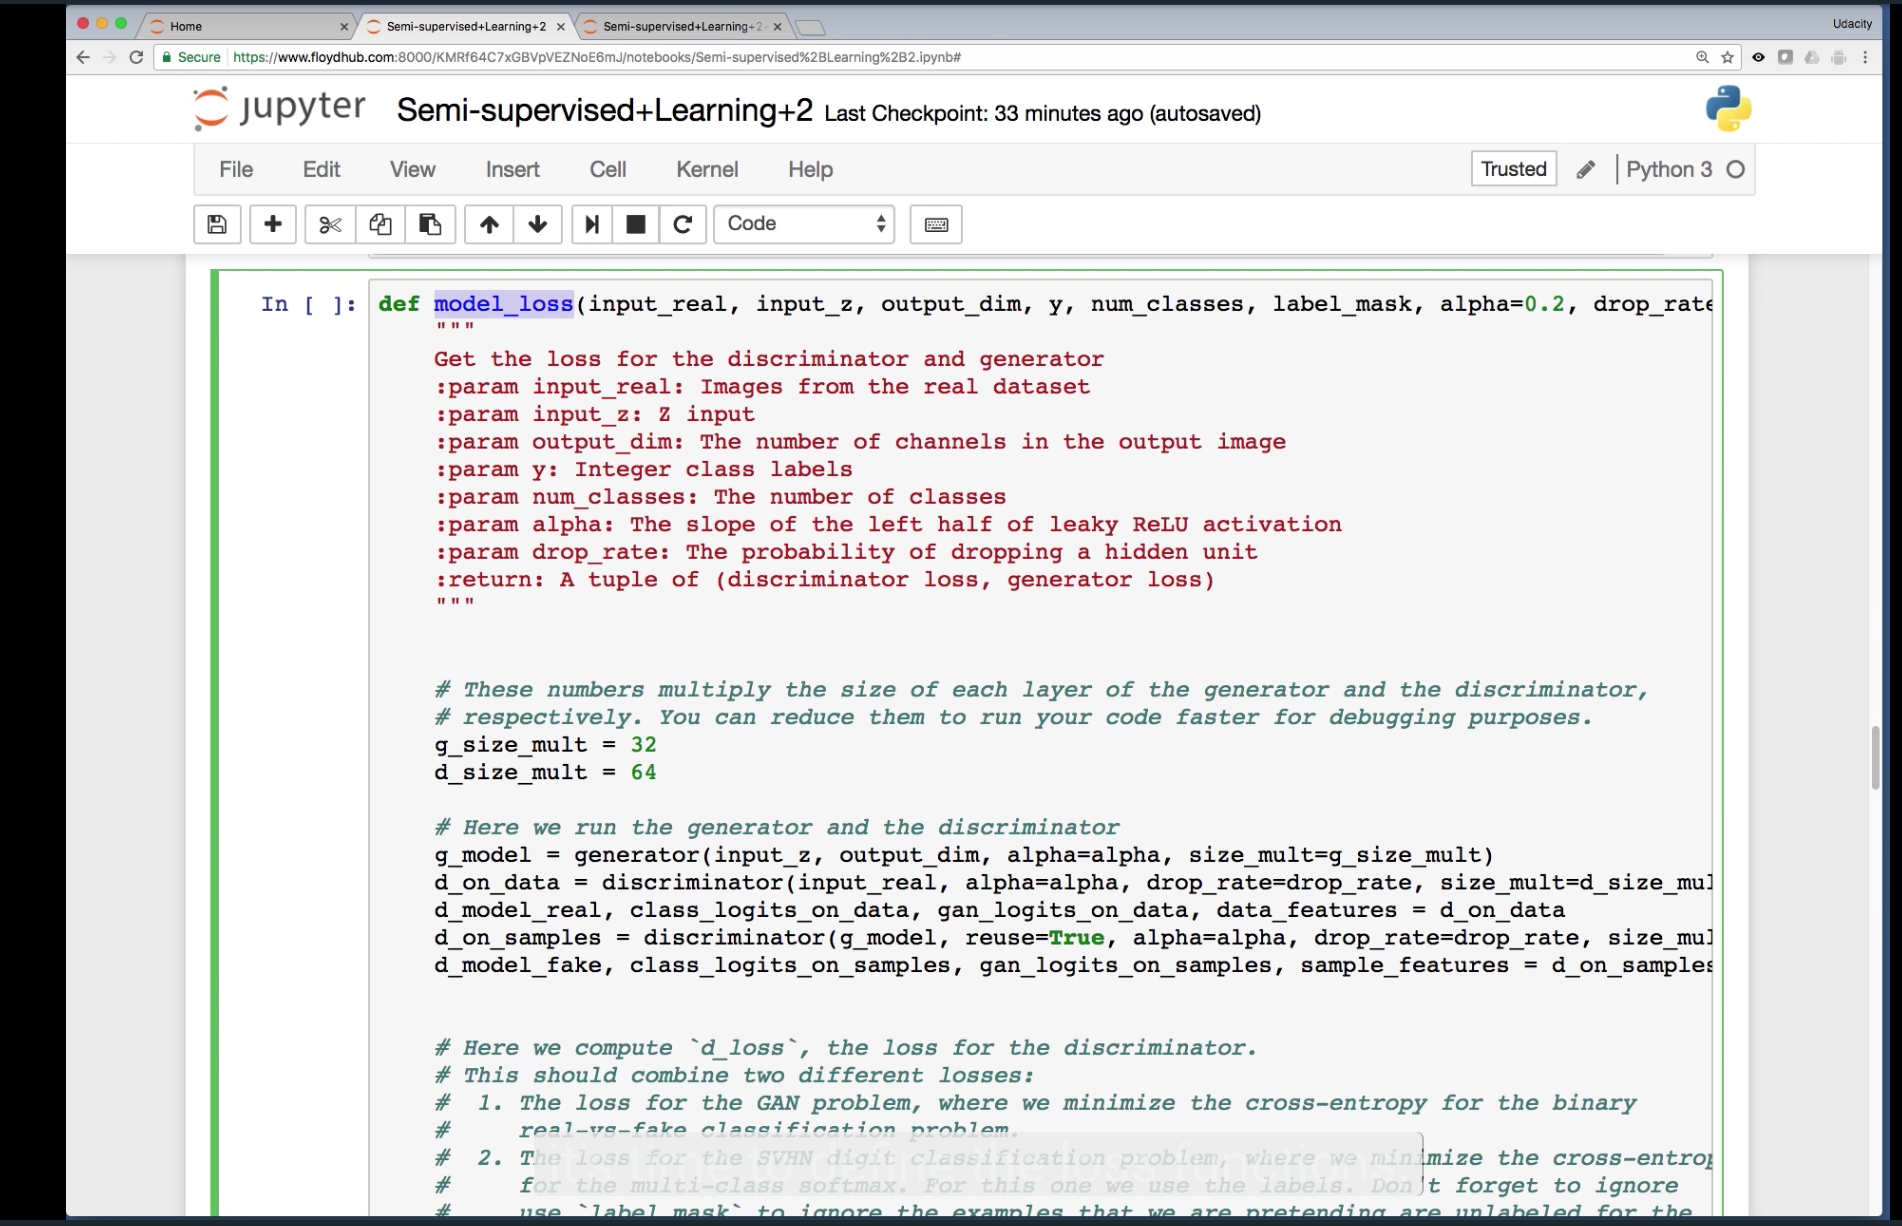 Home
Semi-supervised+Learning+2
Semi-supervised+Learning+2
Udacity
Secure https://www.floydhub.com:8000/KMRf64C7xGBVpVEZNoE6mJ/notebooks/Semi-supervised%2BLearning%2B2.ipynb#
jupyter Semi-supervised+Learning+2 Last Checkpoint: 33 minutes ago (autosaved)
File Edit View Insert Cell Kernel Help Trusted Python 3
Code
In [ ]: def model_loss(input_real, input_z, output_dim, y, num_classes, label_mask, alpha=0.2, drop_rate
"""
Get the loss for the discriminator and generator
:param input_real: Images from the real dataset
:param input_z: Z input
:param output_dim: The number of channels in the output image
:param y: Integer class labels
:param num_classes: The number of classes
:param alpha: The slope of the left half of leaky ReLU activation
:param drop_rate: The probability of dropping a hidden unit
:return: A tuple of (discriminator loss, generator loss)
"""
# These numbers multiply the size of each layer of the generator and the discriminator,
# respectively. You can reduce them to run your code faster for debugging purposes.
g_size_mult = 32
d_size_mult = 64
# Here we run the generator and the discriminator
g_model = generator(input_z, output_dim, alpha=alpha, size_mult=g_size_mult)
d_on_data = discriminator(input_real, alpha=alpha, drop_rate=drop_rate, size_mult=d_size_mul
d_model_real, class_logits_on_data, gan_logits_on_data, data_features = d_on_data
d_on_samples = discriminator(g_model, reuse=True, alpha=alpha, drop_rate=drop_rate, size_mul
d_model_fake, class_logits_on_samples, gan_logits_on_samples, sample_features = d_on_samples
# Here we compute `d_loss`, the loss for the discriminator.
# This should combine two different losses:
# 1. The loss for the GAN problem, where we minimize the cross-entropy for the binary
# real-vs-fake classification problem.
# 2. The loss for the SVHN digit classification problem, where we minimize the cross-entrop
# for the multi-class softmax. For this one we use the labels. Don't forget to ignore
# use `label_mask` to ignore the examples that we are pretending are unlabeled for the
it's time to define the loss functions